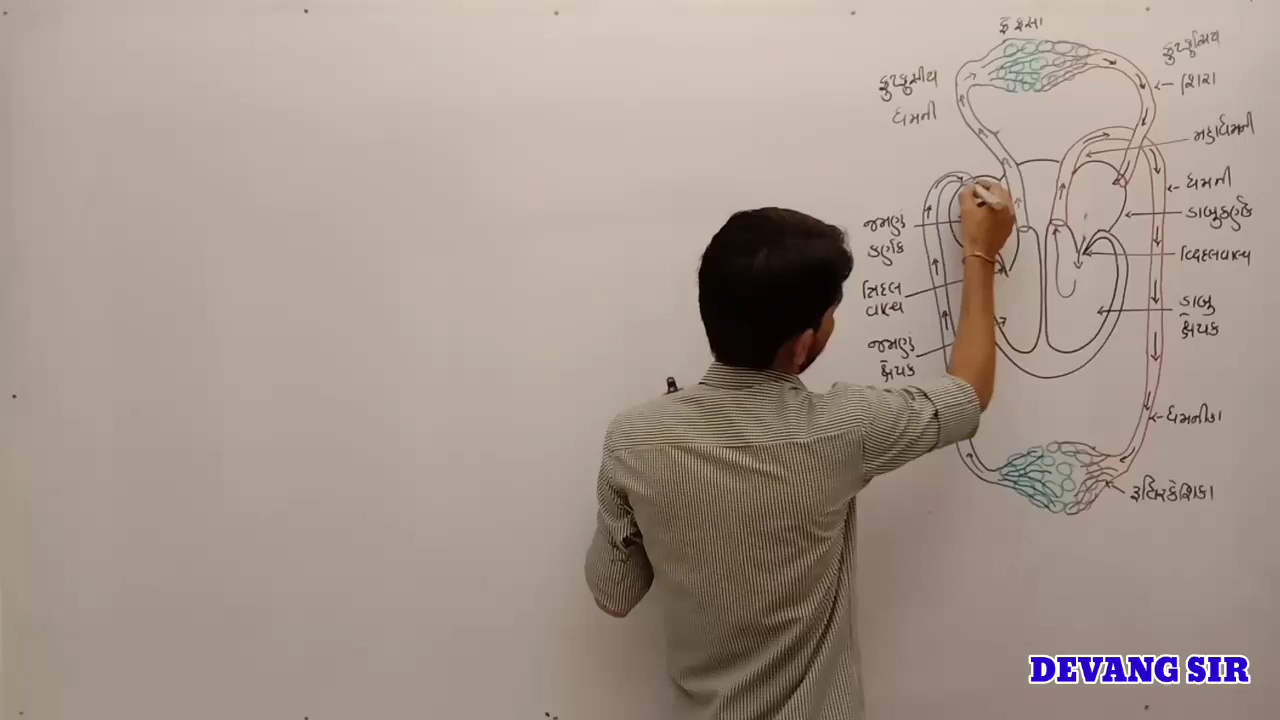 ફેફસા
ફુપ્ફુસીય
ધમની
ફુપ્ફુસિય
શિરા
મહાધમની
ધમની
ડાબુકર્ણક
દ્વિદલવાલ્વ
ડાબુ
ક્ષેપક
ધમનીકા
રૂધિરકેશિકા
જમણું
કર્ણક
ત્રિદલ
વાલ્વ
જમણું
ક્ષેપક
DEVANG SIR